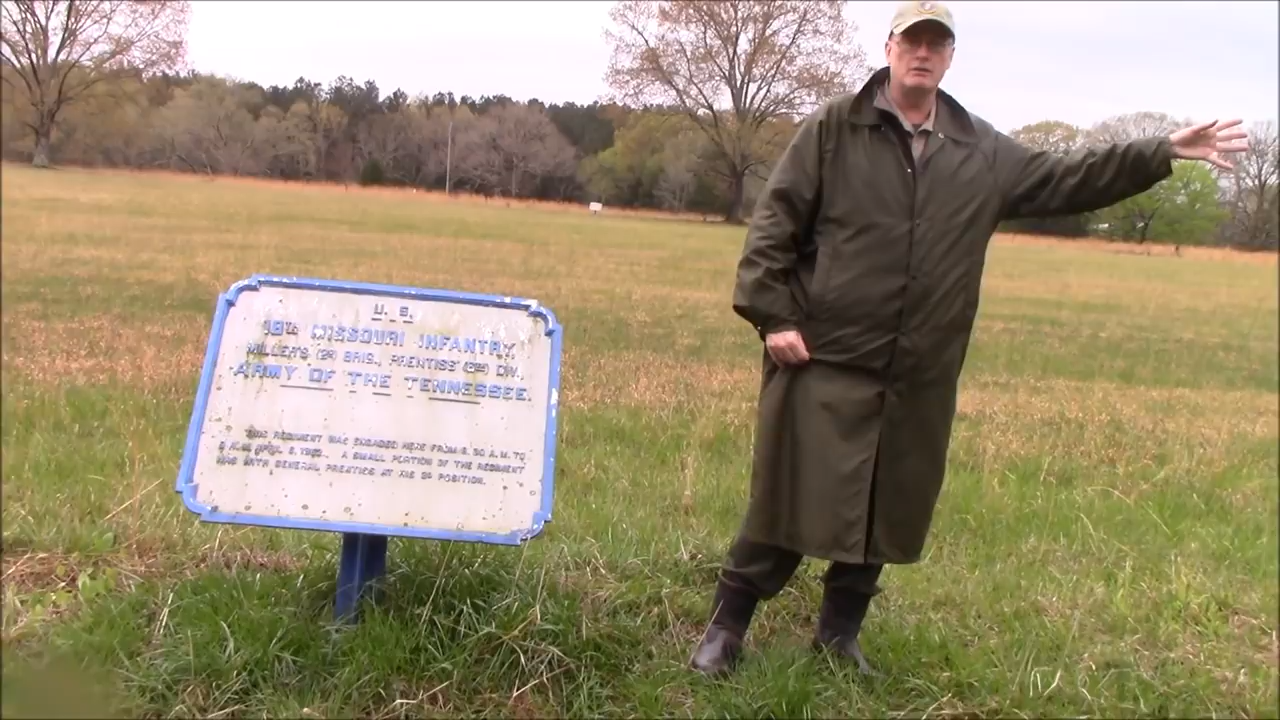 U. S.
18TH MISSOURI INFANTRY,
MILLER'S (2D) BRIG., PRENTISS' (6TH) DIV.,
ARMY OF THE TENNESSEE.
THIS REGIMENT WAS ENGAGED HERE FROM 8. 00 A. M. TO
9 A.M. APRIL 6, 1862. A SMALL PORTION OF THE REGIMENT
WAS WITH GENERAL PRENTISS AT HIS 2D POSITION.